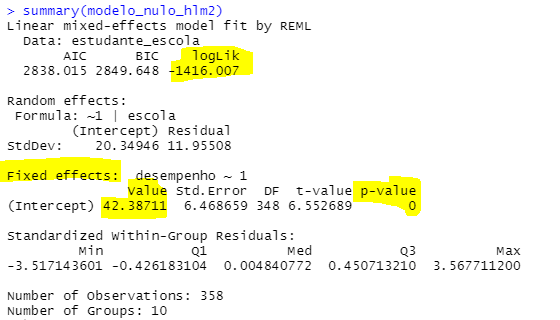 > summary(modelo_nulo_hlm2)
Linear mixed-effects model fit by REML
  Data: estudante_escola
       AIC      BIC    logLik
  2838.015 2849.648 -1416.007

Random effects:
 Formula: ~1 | escola
        (Intercept) Residual
StdDev:    20.34946 11.95508

Fixed effects:  desempenho ~ 1
               Value Std.Error  DF  t-value p-value
(Intercept) 42.38711  6.468659 348 6.552689       0

Standardized Within-Group Residuals:
         Min           Q1          Med           Q3          Max
-3.517143601 -0.426183104  0.004840772  0.450713210  3.567711200

Number of Observations: 358
Number of Groups: 10